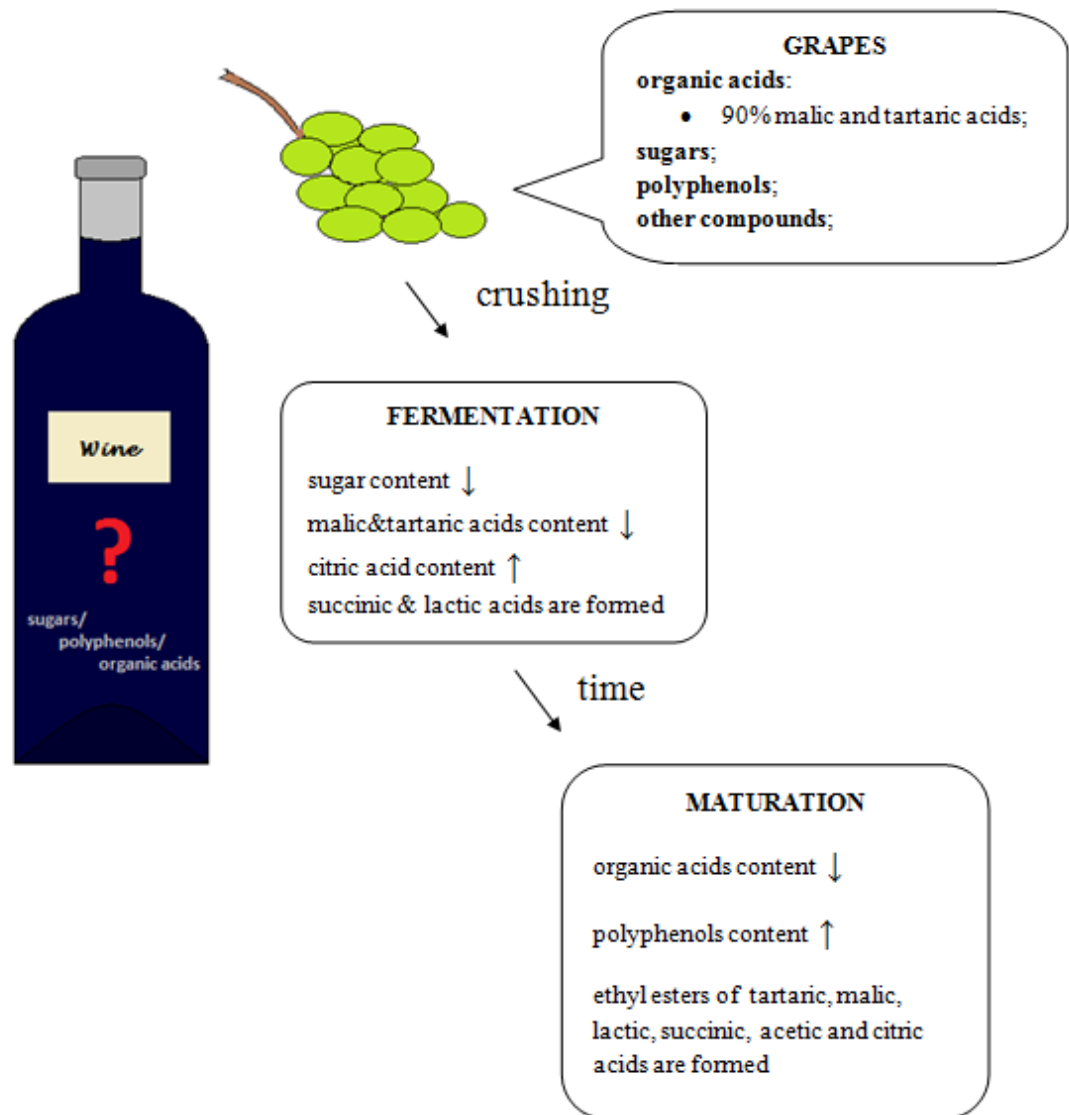 GRAPES
organic acids:
• 90% malic and tartaric acids;
sugars;
polyphenols;
other compounds;
crushing
FERMENTATION
sugar content ↓
malic&tartaric acids content ↓
citric acid content ↑
succinic & lactic acids are formed
Wine
?
sugars/
polyphenols/
organic acids
time
MATURATION
organic acids content ↓
polyphenols content ↑
ethyl esters of tartaric, malic,
lactic, succinic, acetic and citric
acids are formed